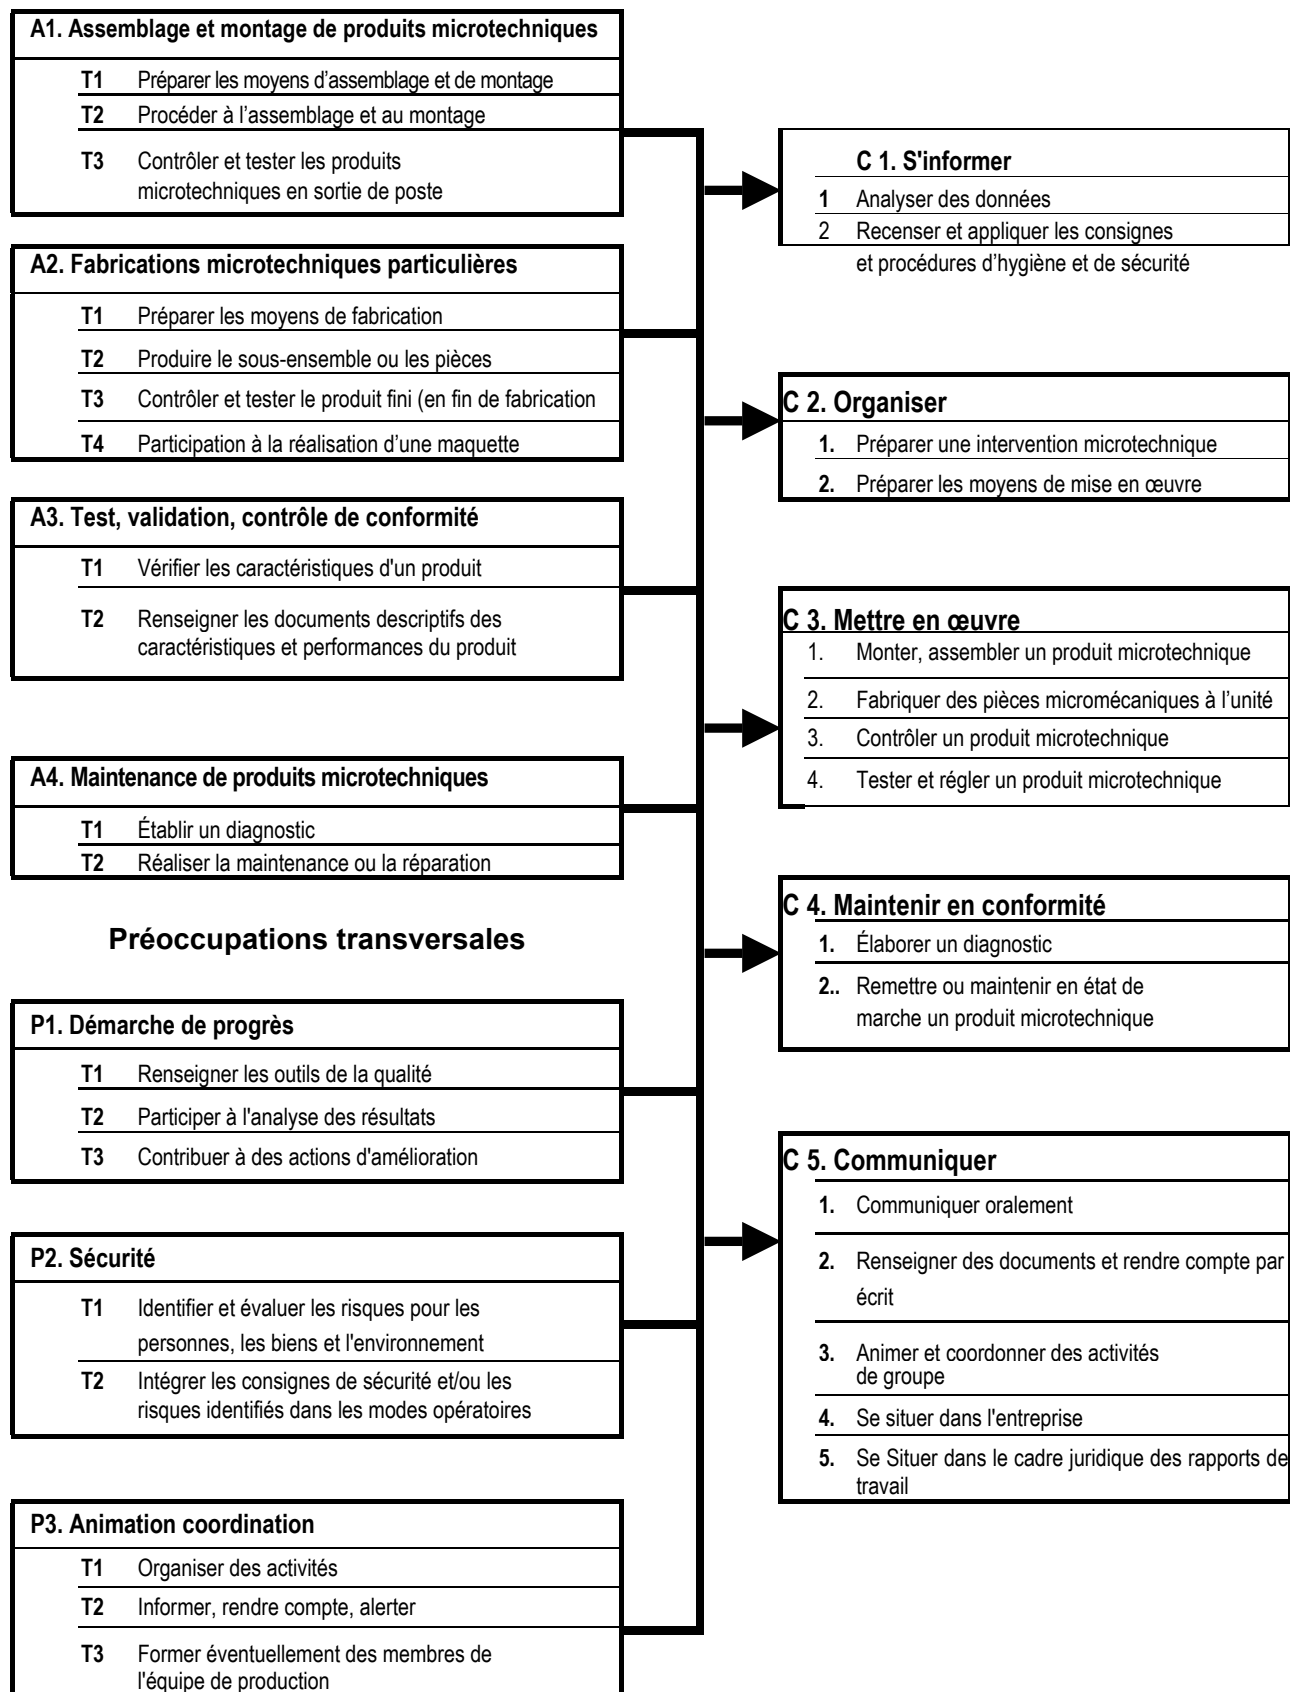 A1. Assemblage et montage de produits microtechniques
T1 Préparer les moyens d’assemblage et de montage
T2 Procéder à l’assemblage et au montage
T3 Contrôler et tester les produits
microtechniques en sortie de poste
A2. Fabrications microtechniques particulières
T1 Préparer les moyens de fabrication
T2 Produire le sous-ensemble ou les pièces
T3 Contrôler et tester le produit fini (en fin de fabrication
T4 Participation à la réalisation d’une maquette
A3. Test, validation, contrôle de conformité
T1 Vérifier les caractéristiques d'un produit
T2 Renseigner les documents descriptifs des
caractéristiques et performances du produit
A4. Maintenance de produits microtechniques
T1 Établir un diagnostic
T2 Réaliser la maintenance ou la réparation
Préoccupations transversales
P1. Démarche de progrès
T1 Renseigner les outils de la qualité
T2 Participer à l'analyse des résultats
T3 Contribuer à des actions d'amélioration
P2. Sécurité
T1 Identifier et évaluer les risques pour les
personnes, les biens et l'environnement
T2 Intégrer les consignes de sécurité et/ou les
risques identifiés dans les modes opératoires
P3. Animation coordination
T1 Organiser des activités
T2 Informer, rendre compte, alerter
T3 Former éventuellement des membres de
l'équipe de production
C 1. S'informer
1 Analyser des données
2 Recenser et appliquer les consignes
et procédures d’hygiène et de sécurité
C 2. Organiser
1. Préparer une intervention microtechnique
2. Préparer les moyens de mise en œuvre
C 3. Mettre en œuvre
1. Monter, assembler un produit microtechnique
2. Fabriquer des pièces micromécaniques à l’unité
3. Contrôler un produit microtechnique
4. Tester et régler un produit microtechnique
C 4. Maintenir en conformité
1. Élaborer un diagnostic
2.. Remettre ou maintenir en état de
marche un produit microtechnique
C 5. Communiquer
1. Communiquer oralement
2. Renseigner des documents et rendre compte par
écrit
3. Animer et coordonner des activités
de groupe
4. Se situer dans l'entreprise
5. Se Situer dans le cadre juridique des rapports de
travail